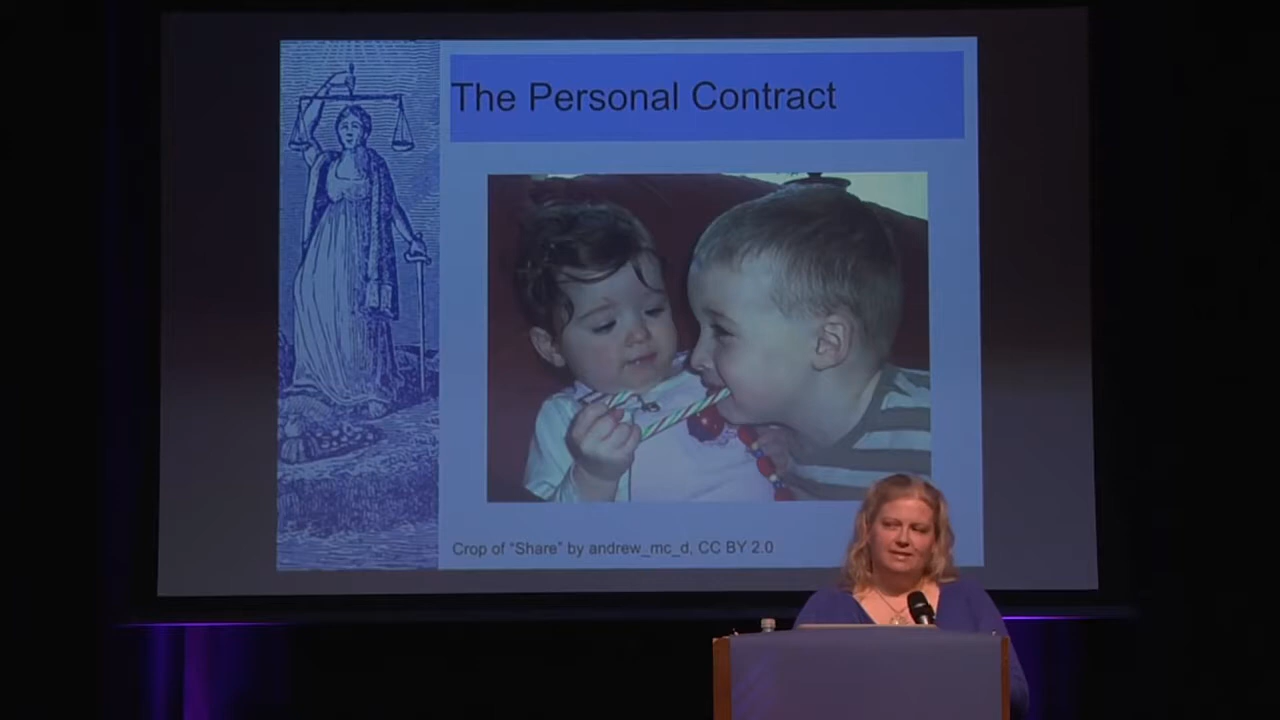 The Personal Contract
Crop of “Share” by andrew_mc_d, CC BY 2.0